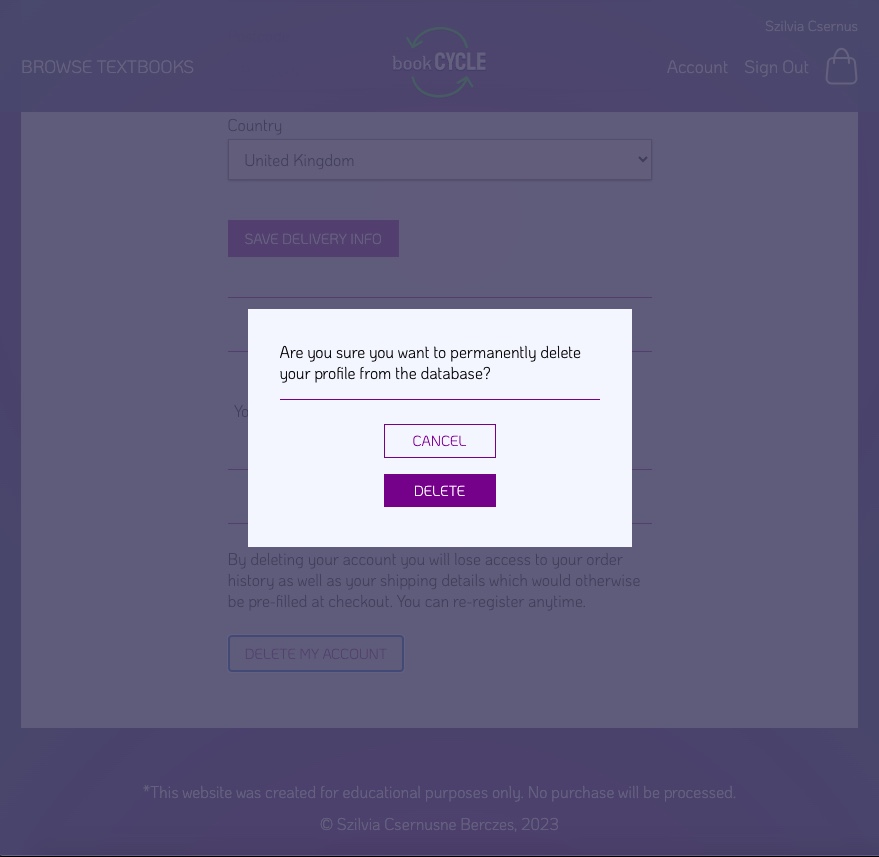 Szilvia Csernus
BROWSE TEXTBOOKS
book CYCLE
Account Sign Out
Country
United Kingdom
SAVE DELIVERY INFO
Are you sure you want to permanently delete
your profile from the database?
CANCEL
DELETE
By deleting your account you will lose access to your order
history as well as your shipping details which would otherwise
be pre-filled at checkout. You can re-register anytime.
DELETE MY ACCOUNT
*This website was created for educational purposes only. No purchase will be processed.
© Szilvia Csernusne Berczes, 2023